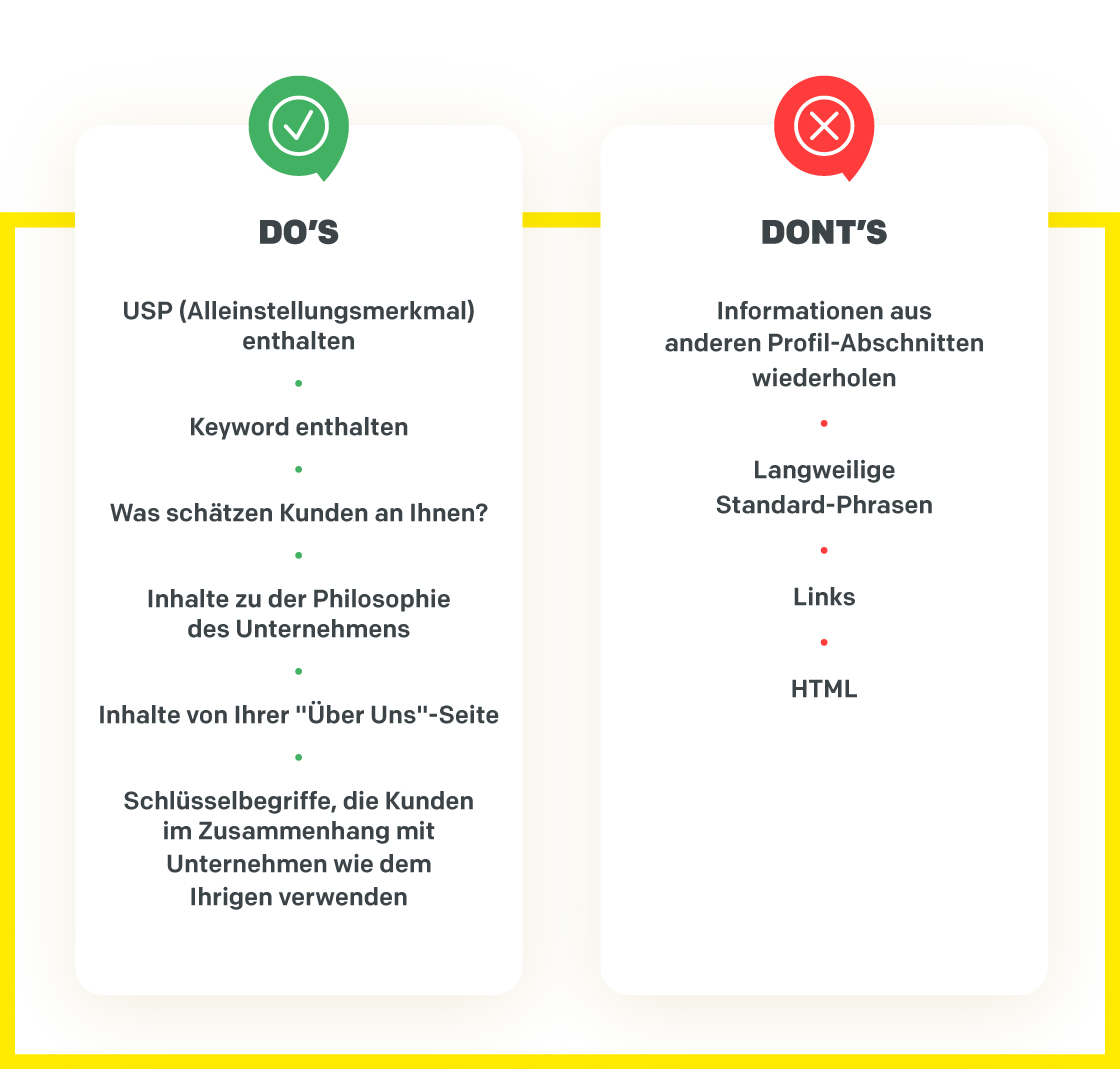 DO’S
USP (Alleinstellungsmerkmal)
enthalten
Keyword enthalten
Was schätzen Kunden an Ihnen?
Inhalte zu der Philosophie
des Unternehmens
Inhalte von Ihrer "Über Uns"-Seite
Schlüsselbegriffe, die Kunden
im Zusammenhang mit
Unternehmen wie dem
Ihrigen verwenden
DONT’S
Informationen aus
anderen Profil-Abschnitten
wiederholen
Langweilige
Standard-Phrasen
Links
HTML